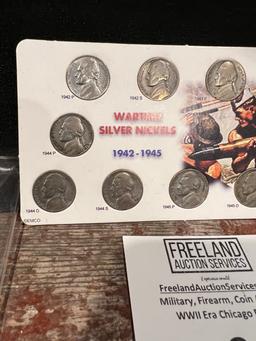 1942 P
1942 S
WARTIME
SILVER NICKELS
1944 P
1942-1945
1944 D
1944 S
1945 P
1945 D
FREELAND
AUCTION SERVICES
FreelandAuctionServices
Military, Firearm, Coin
WWII Era Chicago